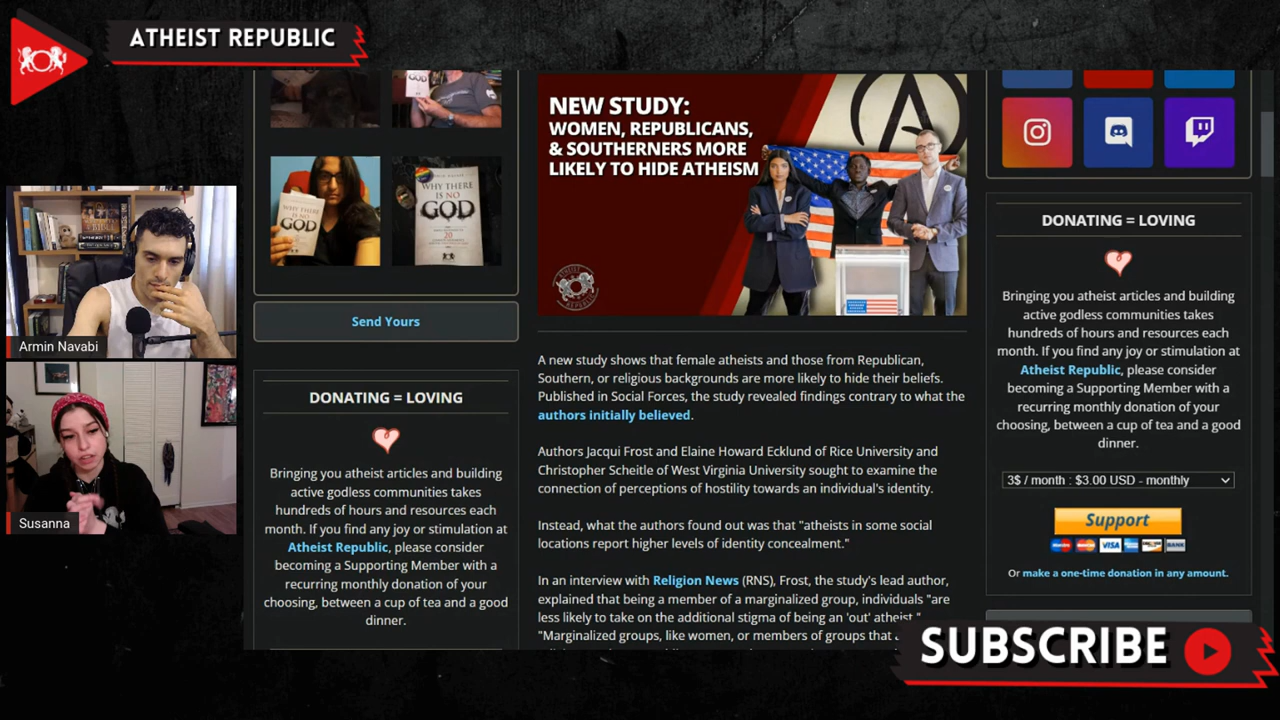 ATHEIST REPUBLIC
Armin Navabi
Susanna
WHY THERE
IS NO
GOD
WHY THERE
IS NO
GOD
20
Send Yours
DONATING = LOVING
Bringing you atheist articles and building
active godless communities takes
hundreds of hours and resources each
month. If you find any joy or stimulation at
Atheist Republic, please consider
becoming a Supporting Member with a
recurring monthly donation of your
choosing, between a cup of tea and a good
dinner.
NEW STUDY:
WOMEN, REPUBLICANS,
& SOUTHERNERS MORE
LIKELY TO HIDE ATHEISM
A new study shows that female atheists and those from Republican,
Southern, or religious backgrounds are more likely to hide their beliefs.
Published in Social Forces, the study revealed findings contrary to what the
authors initially believed.
Authors Jacqui Frost and Elaine Howard Ecklund of Rice University and
Christopher Scheitle of West Virginia University sought to examine the
connection of perceptions of hostility towards an individual's identity.
Instead, what the authors found out was that "atheists in some social
locations report higher levels of identity concealment."
In an interview with Religion News (RNS), Frost, the study's lead author,
explained that being a member of a marginalized group, individuals "are
less likely to take on the additional stigma of being an 'out' atheist."
"Marginalized groups, like women, or members of groups that
DONATING = LOVING
Bringing you atheist articles and building
active godless communities takes
hundreds of hours and resources each
month. If you find any joy or stimulation at
Atheist Republic, please consider
becoming a Supporting Member with a
recurring monthly donation of your
choosing, between a cup of tea and a good
dinner.
3$ / month : $3.00 USD - monthly
Support
VISA
BANK
Or make a one-time donation in any amount.
SUBSCRIBE